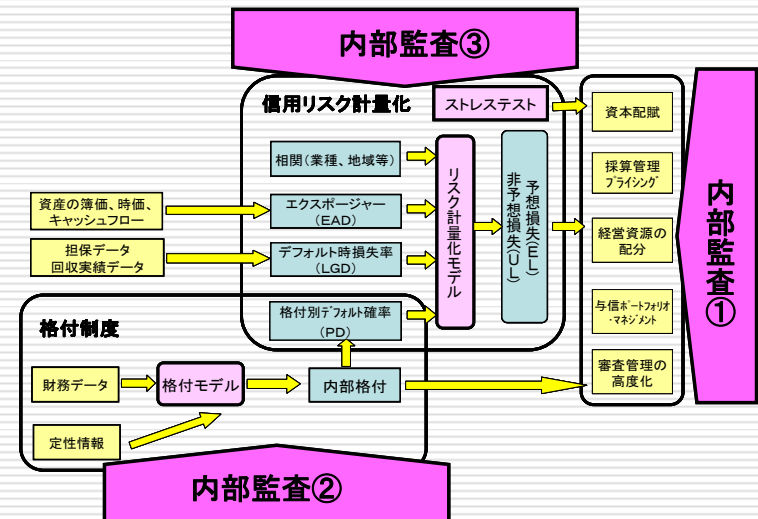 内部監査③
信用リスク計量化
ストレステスト
資本配賦
相関(業種、地域等)
採算管理
プライシング
資産の簿価、時価、
キャッシュフロー
エクスポージャー
(EAD)
リスク計量化モデル
予想損失(EL)
非予想損失(UL)
経営資源の
配分
内部監査①
担保データ
回収実績データ
デフォルト時損失率
(LGD)
格付制度
格付別デフォルト確率
(PD)
与信ポートフォリオ
・マネジメント
財務データ
格付モデル
内部格付
審査管理の
高度化
定性情報
内部監査②